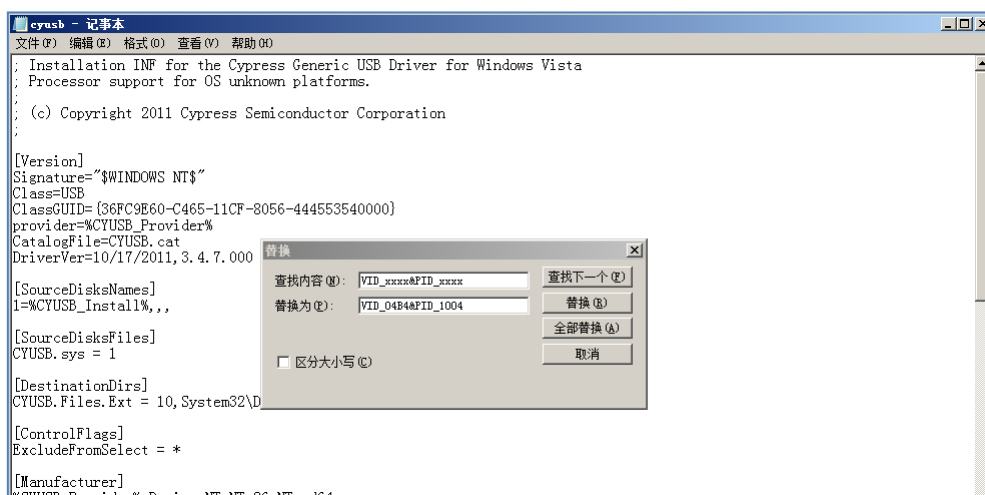 cyusb - 记事本
文件(F) 编辑(E) 格式(O) 查看(V) 帮助(H)
; Installation INF for the Cypress Generic USB Driver for Windows Vista
; Processor support for OS unknown platforms.
;
; (c) Copyright 2011 Cypress Semiconductor Corporation
;
[Version]
Signature="$WINDOWS NT$"
Class=USB
ClassGUID={36FC9E60-C465-11CF-8056-444553540000}
provider=%CYUSB_Provider%
CatalogFile=CYUSB.cat
DriverVer=10/17/2011,3.4.7.000
[SourceDisksNames]
1=%CYUSB_Install%,,,
[SourceDisksFiles]
CYUSB.sys = 1
[DestinationDirs]
CYUSB.Files.Ext = 10,System32\D
[ControlFlags]
ExcludeFromSelect = *
[Manufacturer]
替换
查找内容(N): VID_xxxx&PID_xxxx
查找下一个(F)
替换为(P): VID_04B4&PID_1004
替换(R)
全部替换(A)
区分大小写(C)
取消